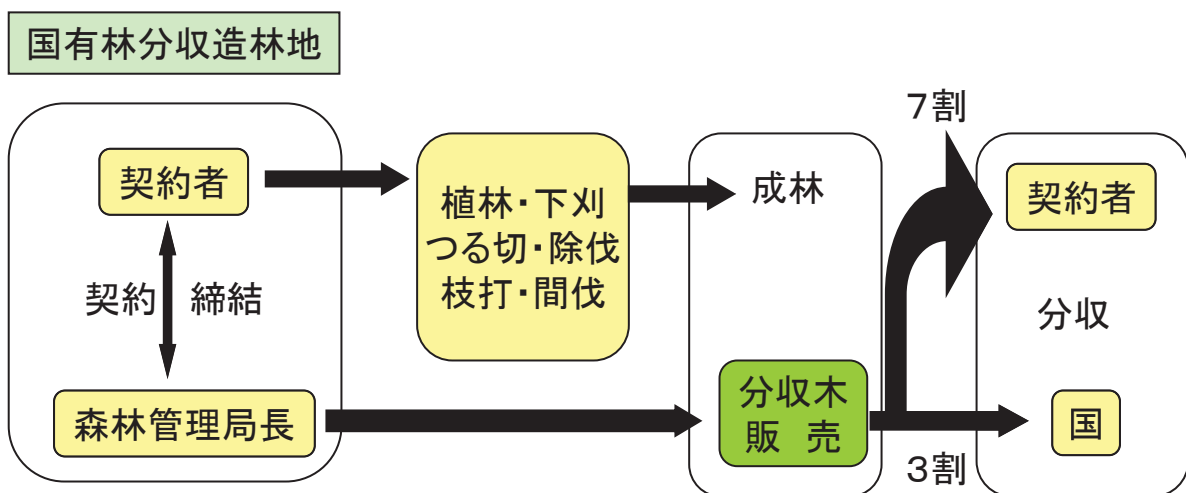 国有林分収造林地
契約者
契約 締結
森林管理局長
植林・下刈
つる切・除伐
枝打・間伐
成林
分収木
販 売
7割
3割
契約者
分収
国